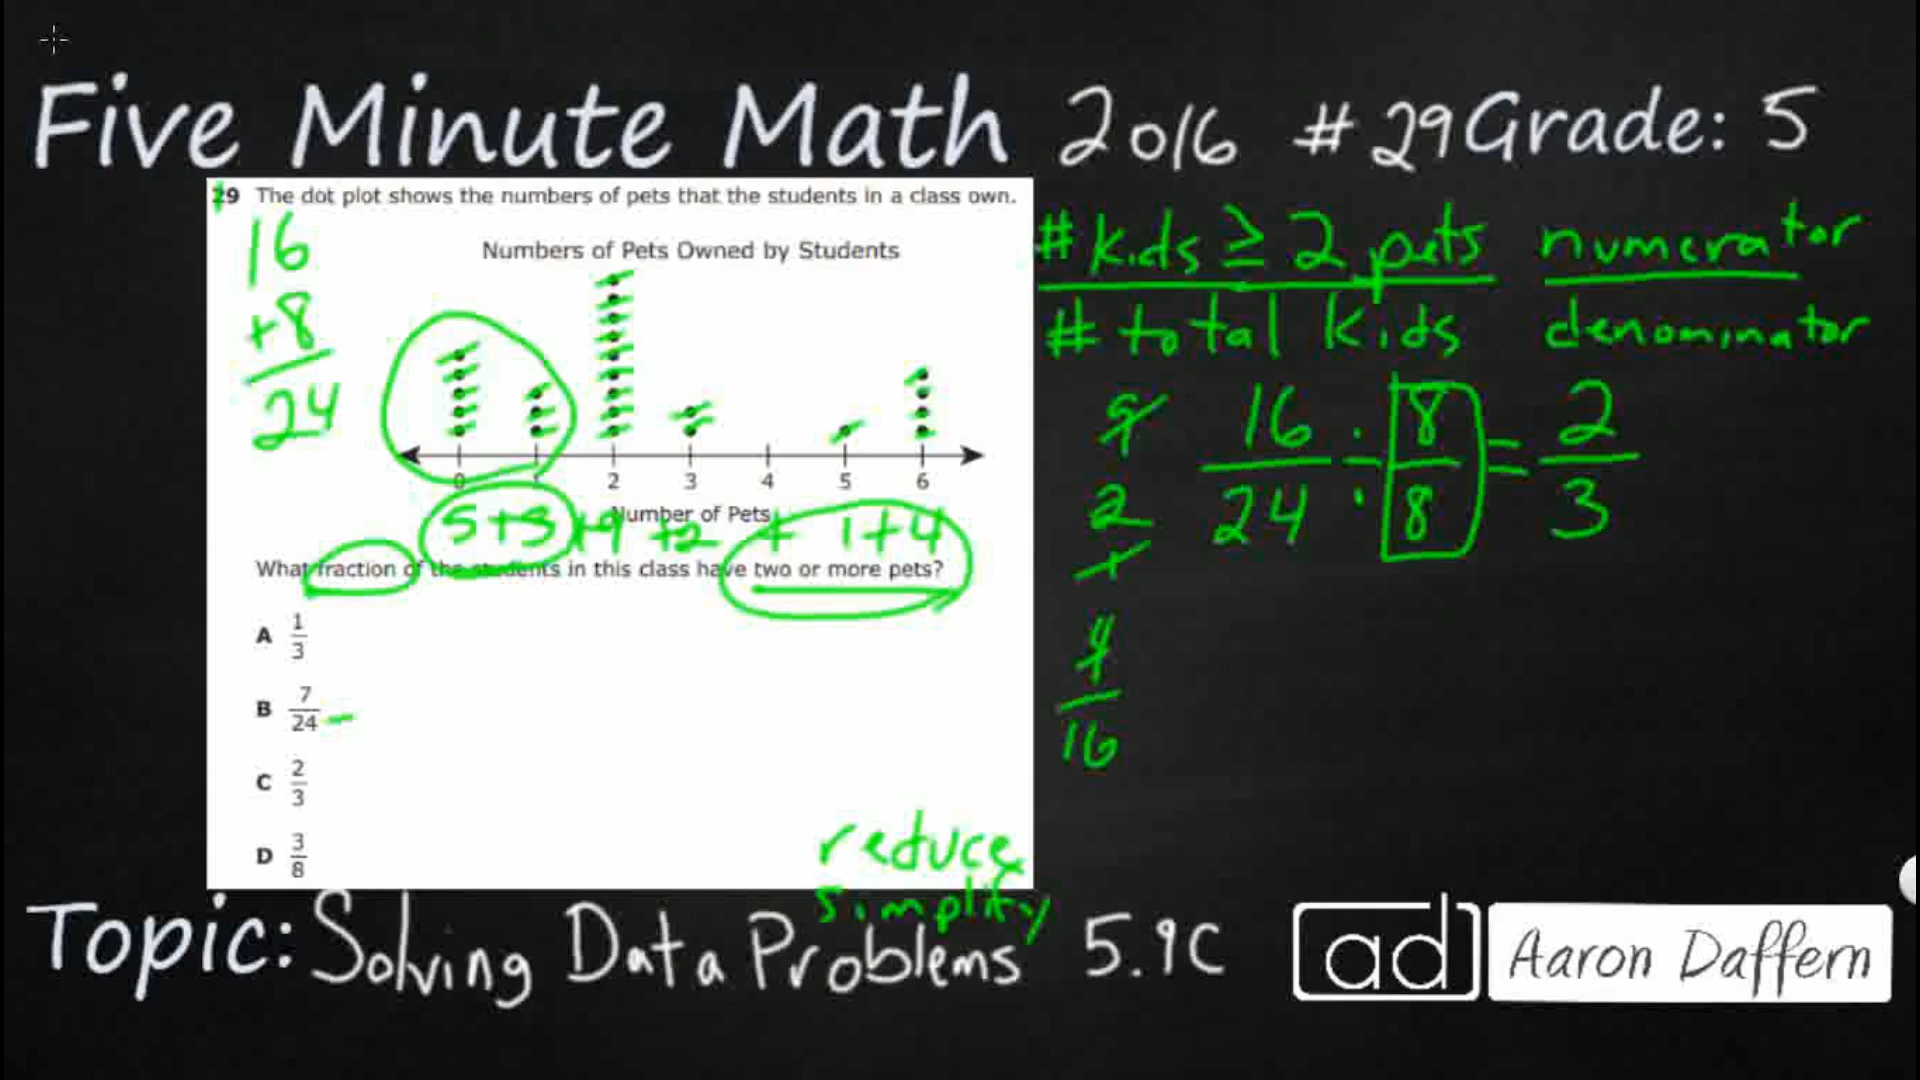 Five Minute Math 2016 #29 Grade: 5
29 The dot plot shows the numbers of pets that the students in a class own.
16
+8
24
Numbers of Pets Owned by Students
0 1 2 3 4 5 6
Number of Pets
5+3+9+2+1+4
What fraction of the students in this class have two or more pets?
A 1/3
B 7/24 -
C 2/3
D 3/8
# kids ≥ 2 pets
# total kids
numerator
denominator
9
2
1
4
16
16/24 ÷ 8/8 = 2/3
reduce
simplify
Topic: Solving Data Problems 5.9C
ad Aaron Daffern